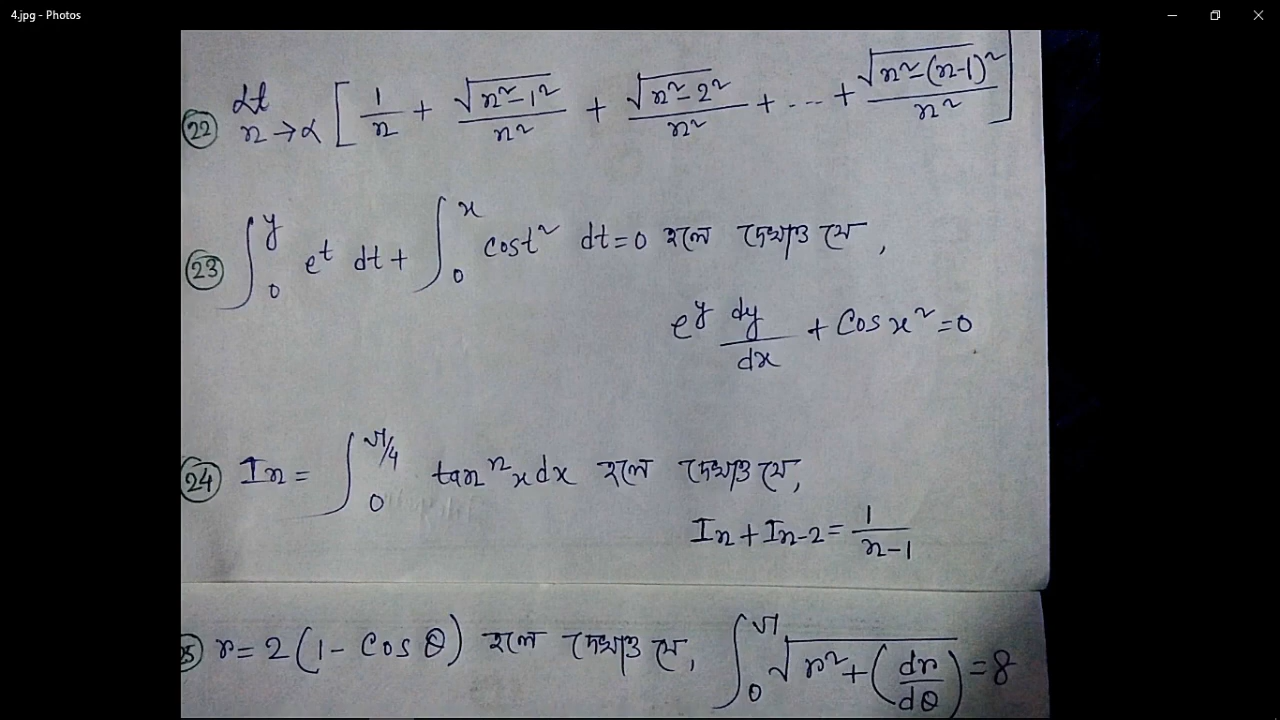 4.jpg - Photos
(22) Lt n→α [ 1/n + √(n²-1²)/n² + √(n²-2²)/n² + ... + √(n²-(n-1)²)/n² ]
(23) ∫₀^y e^t dt + ∫₀^x cost² dt = 0 হলে দেখাও যে,
e^y dy/dx + Cos x² = 0
(24) In = ∫₀^(π/4) tanⁿx dx হলে দেখাও যে,
In + In-2 = 1/(n-1)
5) r = 2(1 - Cos θ) হলে দেখাও যে, ∫₀^π √(r² + (dr/dθ)) = 8